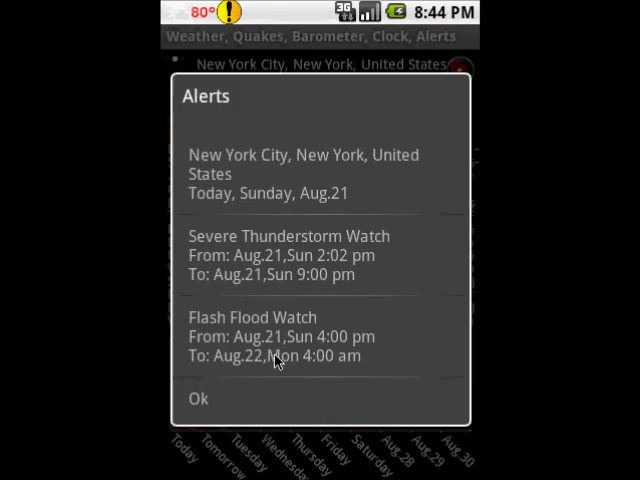 80°
3G
8:44 PM
Weather, Quakes, Barometer, Clock, Alerts
New York City, New York, United States
Alerts
New York City, New York, United
States
Today, Sunday, Aug.21
Severe Thunderstorm Watch
From: Aug.21,Sun 2:02 pm
To: Aug.21,Sun 9:00 pm
Flash Flood Watch
From: Aug.21,Sun 4:00 pm
To: Aug.22,Mon 4:00 am
Ok
Today
Tomorrow
Tuesday
Wednesday
Thursday
Friday
Saturday
Aug.28
Aug.29
Aug.30